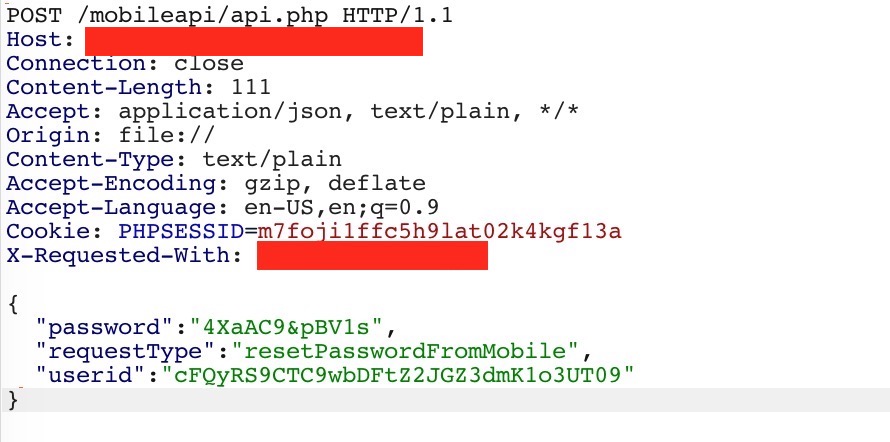 POST /mobileapi/api.php HTTP/1.1
Host:
Connection: close
Content-Length: 111
Accept: application/json, text/plain, */*
Origin: file://
Content-Type: text/plain
Accept-Encoding: gzip, deflate
Accept-Language: en-US,en;q=0.9
Cookie: PHPSESSID=m7foji1ffc5h9lat02k4kgf13a
X-Requested-With:
{
"password":"4XaAC9&pBV1s",
"requestType":"resetPasswordFromMobile",
"userid":"cFQyRS9CTC9wbDFtZ2JGZ3dmK1o3UT09"
}